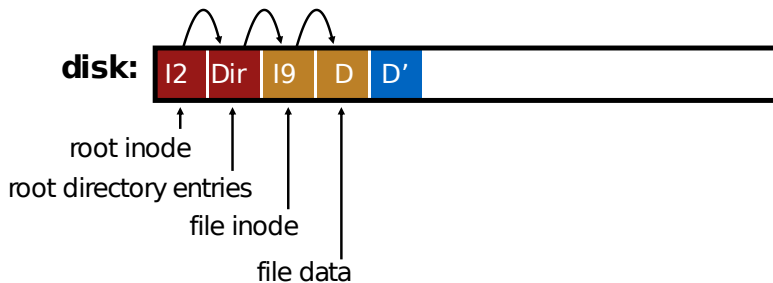 disk: I2 Dir I9 D D’
root inode
root directory entries
file inode
file data